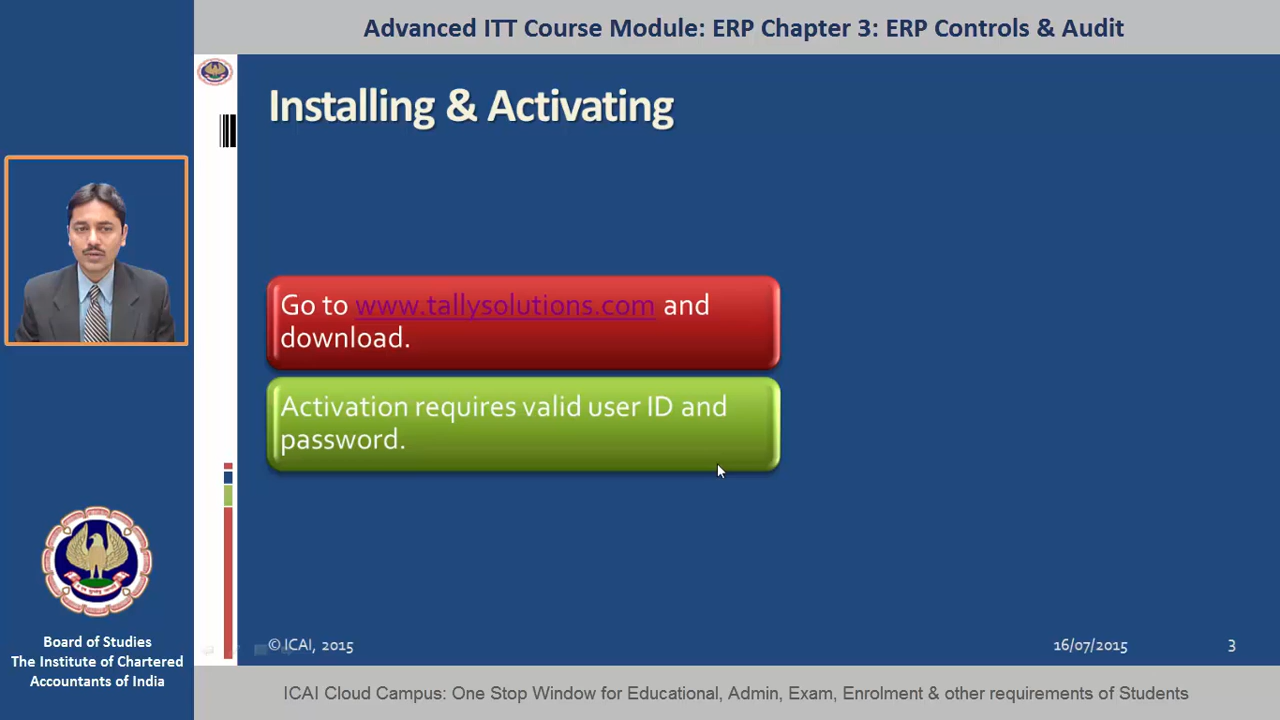 Advanced ITT Course Module: ERP Chapter 3: ERP Controls & Audit
Installing & Activating
Go to www.tallysolutions.com and
download.
Activation requires valid user ID and
password.
Board of Studies
The Institute of Chartered
Accountants of India
© ICAI, 2015
16/07/2015
3
ICAI Cloud Campus: One Stop Window for Educational, Admin, Exam, Enrolment & other requirements of Students